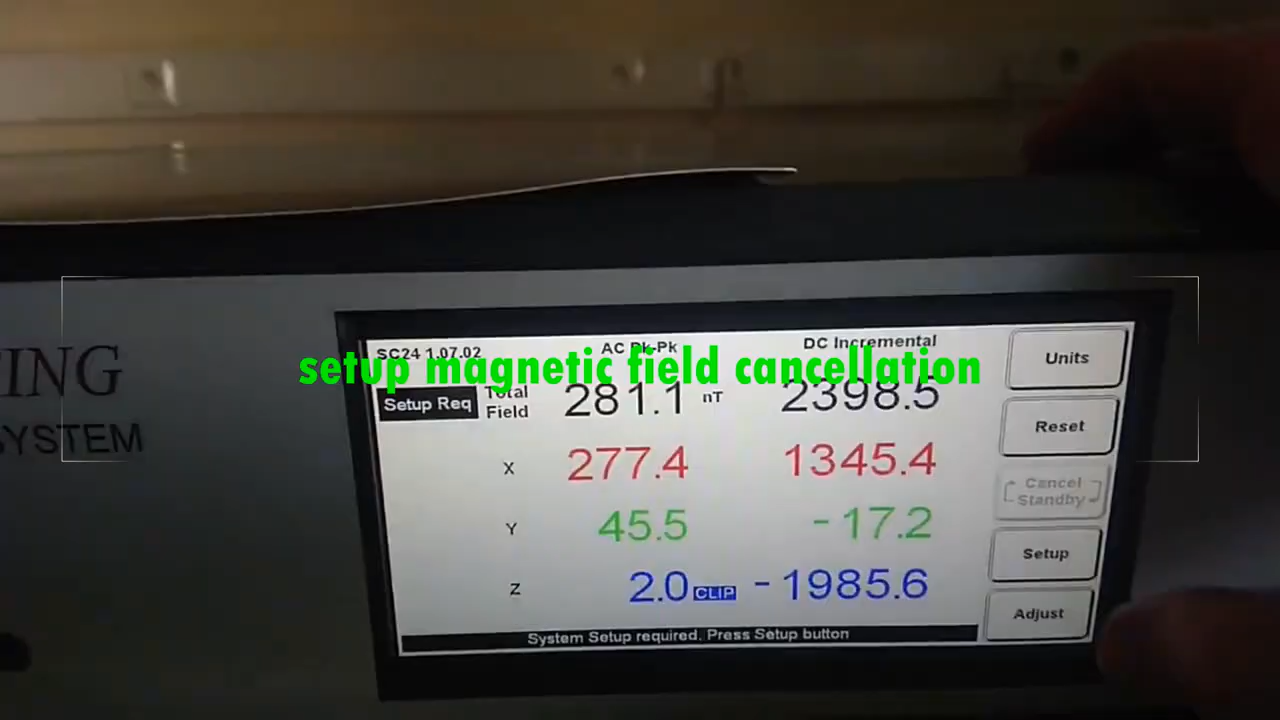 setup magnetic field cancellation
ING
SYSTEM
SC24 1.07.02 AC Pk-Pk DC Incremental
Setup Req Total Field 281.1 nT 2398.5
X 277.4 1345.4
Y 45.5 -17.2
Z 2.0 CLIP -1985.6
System Setup required. Press Setup button
Units
Reset
Cancel
Standby
Setup
Adjust